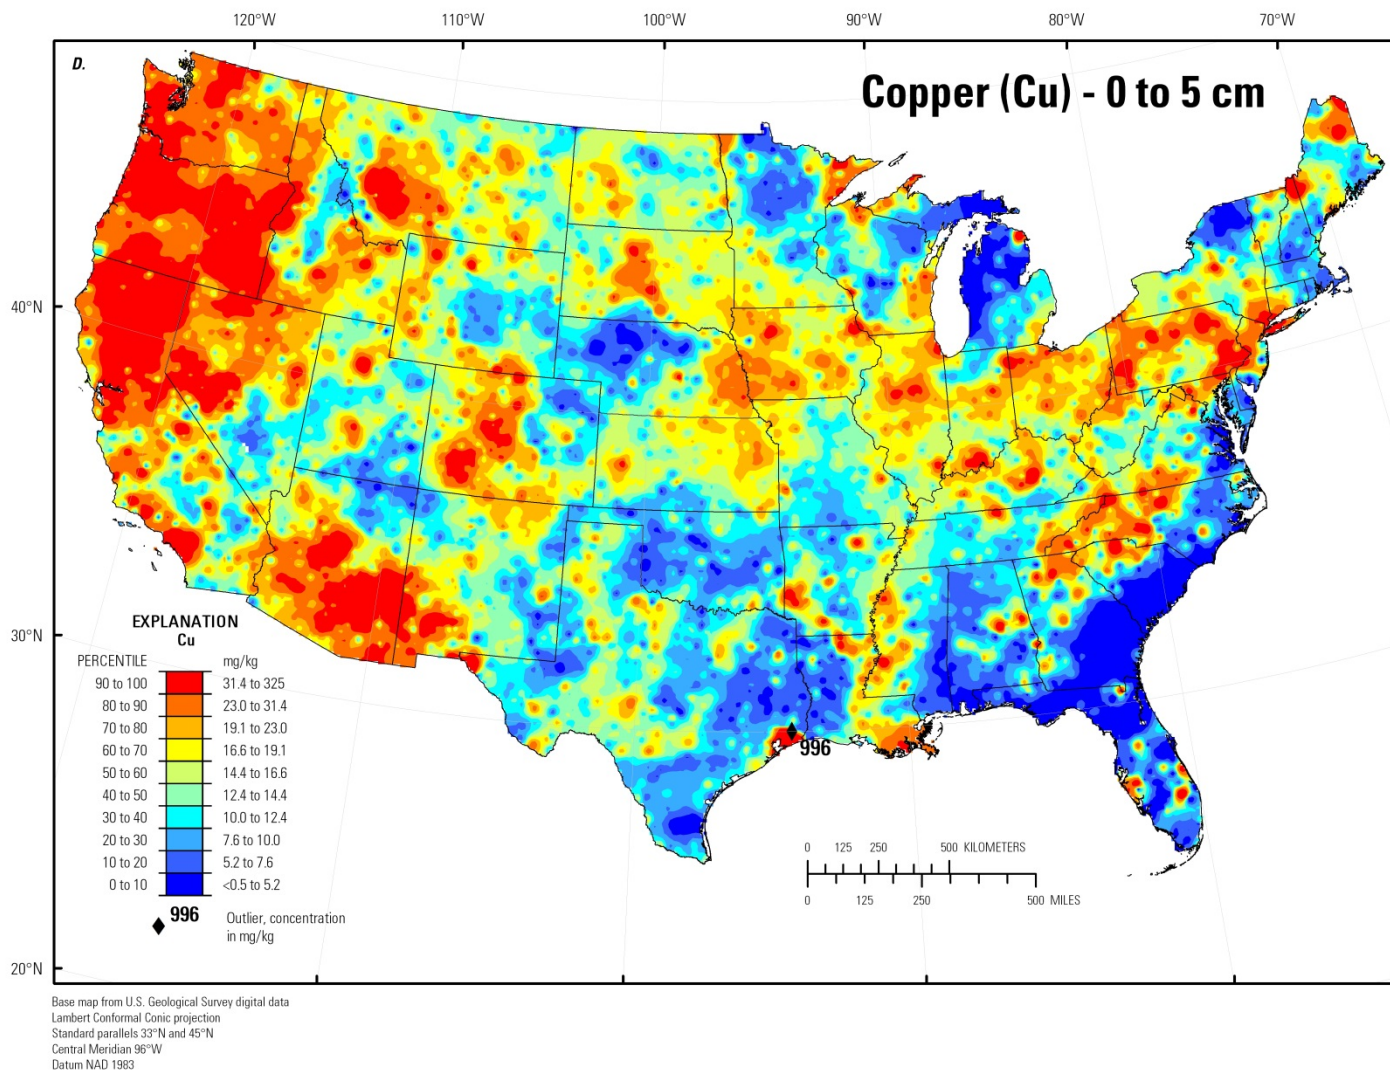 120°W 110°W 100°W 90°W 80°W 70°W
D.
Copper (Cu) - 0 to 5 cm
40°N
30°N
20°N
996
EXPLANATION
Cu
PERCENTILE mg/kg
90 to 100 31.4 to 325
80 to 90 23.0 to 31.4
70 to 80 19.1 to 23.0
60 to 70 16.6 to 19.1
50 to 60 14.4 to 16.6
40 to 50 12.4 to 14.4
30 to 40 10.0 to 12.4
20 to 30 7.6 to 10.0
10 to 20 5.2 to 7.6
0 to 10 <0.5 to 5.2
996 Outlier, concentration
in mg/kg
0 125 250 500 KILOMETERS
0 125 250 500 MILES
Base map from U.S. Geological Survey digital data
Lambert Conformal Conic projection
Standard parallels 33°N and 45°N
Central Meridian 96°W
Datum NAD 1983